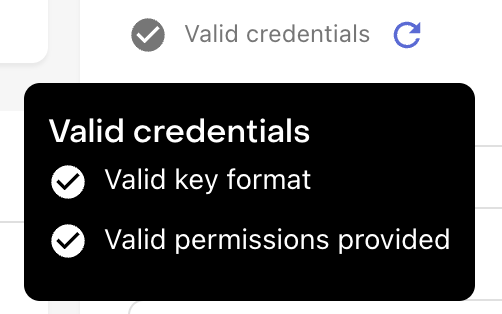 Valid credentials
Valid credentials
Valid key format
Valid permissions provided